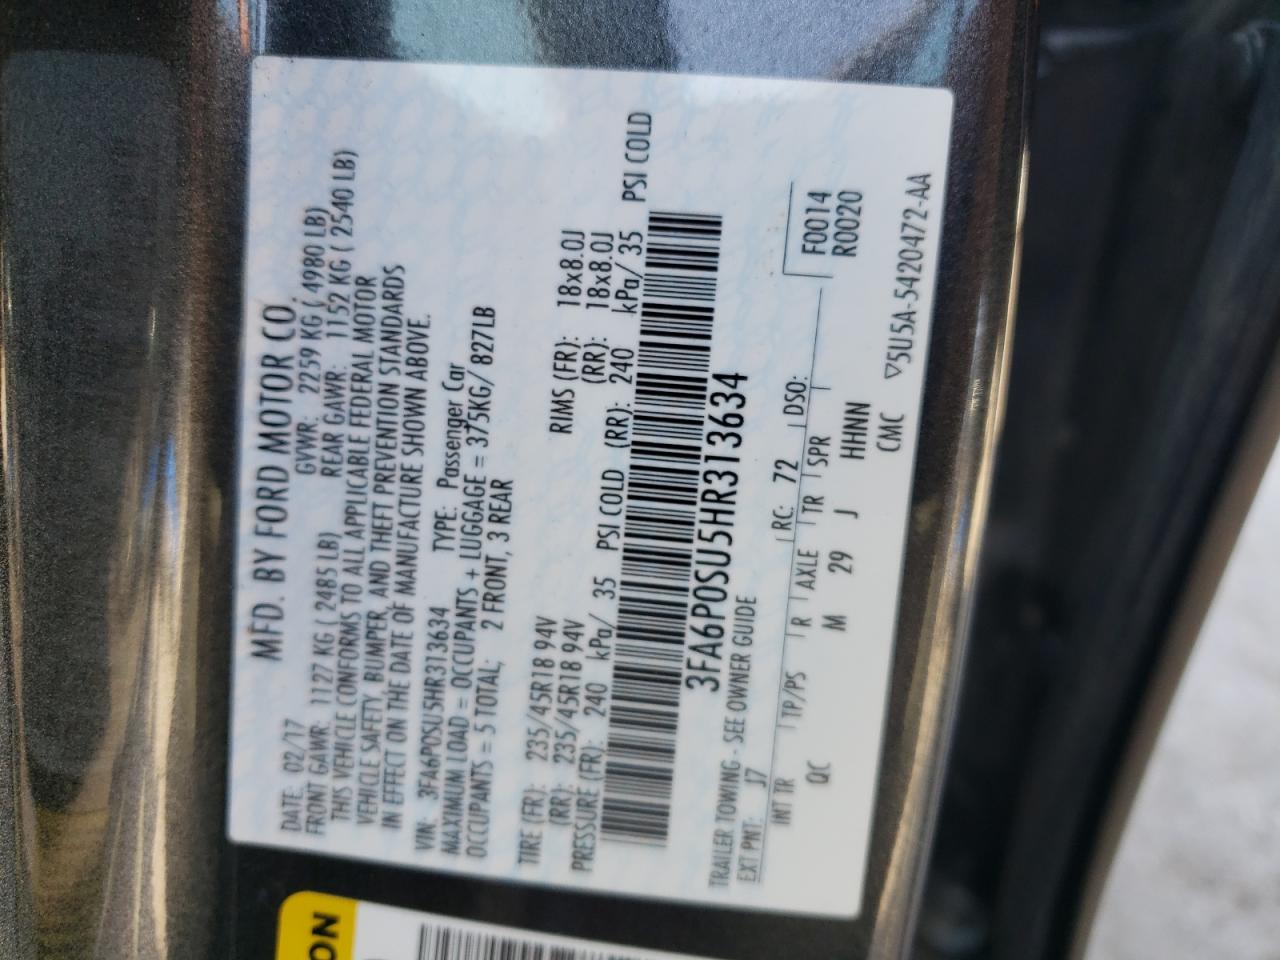 MFD. BY FORD MOTOR CO.
DATE: 02/17 GVWR: 2259 KG ( 4980 LB)
FRONT GAWR: 1127 KG ( 2485 LB) REAR GAWR: 1152 KG ( 2540 LB)
THIS VEHICLE CONFORMS TO ALL APPLICABLE FEDERAL MOTOR
VEHICLE SAFETY, BUMPER, AND THEFT PREVENTION STANDARDS
IN EFFECT ON THE DATE OF MANUFACTURE SHOWN ABOVE.
VIN: 3FA6P0SU5HR313634 TYPE: Passenger Car
MAXIMUM LOAD = OCCUPANTS + LUGGAGE = 375KG/ 827LB
OCCUPANTS = 5 TOTAL; 2 FRONT, 3 REAR
TIRE (FR): 235/45R18 94V RIMS (FR): 18x8.0J
(RR): 235/45R18 94V (RR): 18x8.0J
PRESSURE (FR): 240 kPa/ 35 PSI COLD (RR): 240 kPa/ 35 PSI COLD
3FA6P0SU5HR313634
TRAILER TOWING - SEE OWNER GUIDE
EXT PNT: J7 RC: 72 DSO: F0014
INT TR TP/PS R AXLE TR SPR R0020
QC M 29 J HHNN
CMC ▽5U5A-5420472-AA
ON